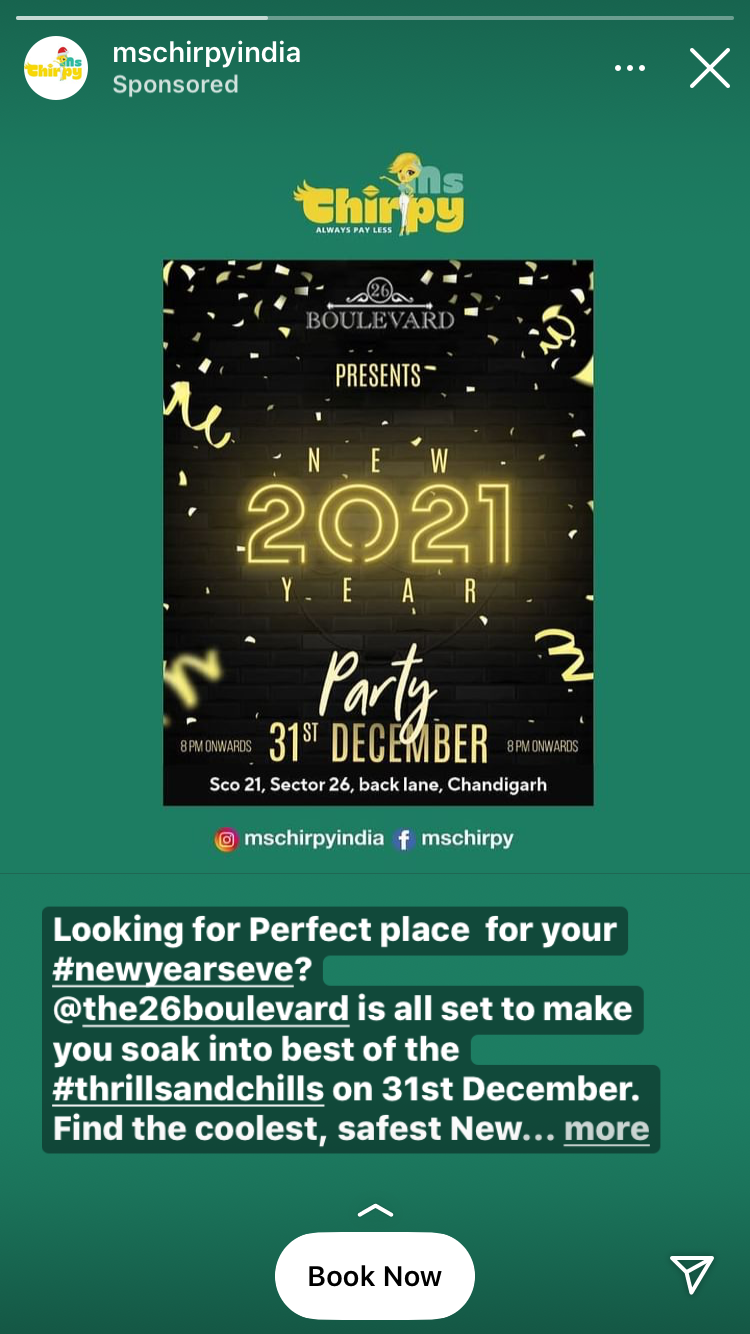 mschirpyindia
Sponsored
Ms
Chirpy
ALWAYS PAY LESS
26
BOULEVARD
PRESENTS
NEW
2021
YEAR
Party
8 PM ONWARDS 31ST DECEMBER 8 PM ONWARDS
Sco 21, Sector 26, back lane, Chandigarh
mschirpyindia mschirpy
Looking for Perfect place for your
#newyearseve?
@the26boulevard is all set to make
you soak into best of the
#thrillsandchills on 31st December.
Find the coolest, safest New... more
Book Now